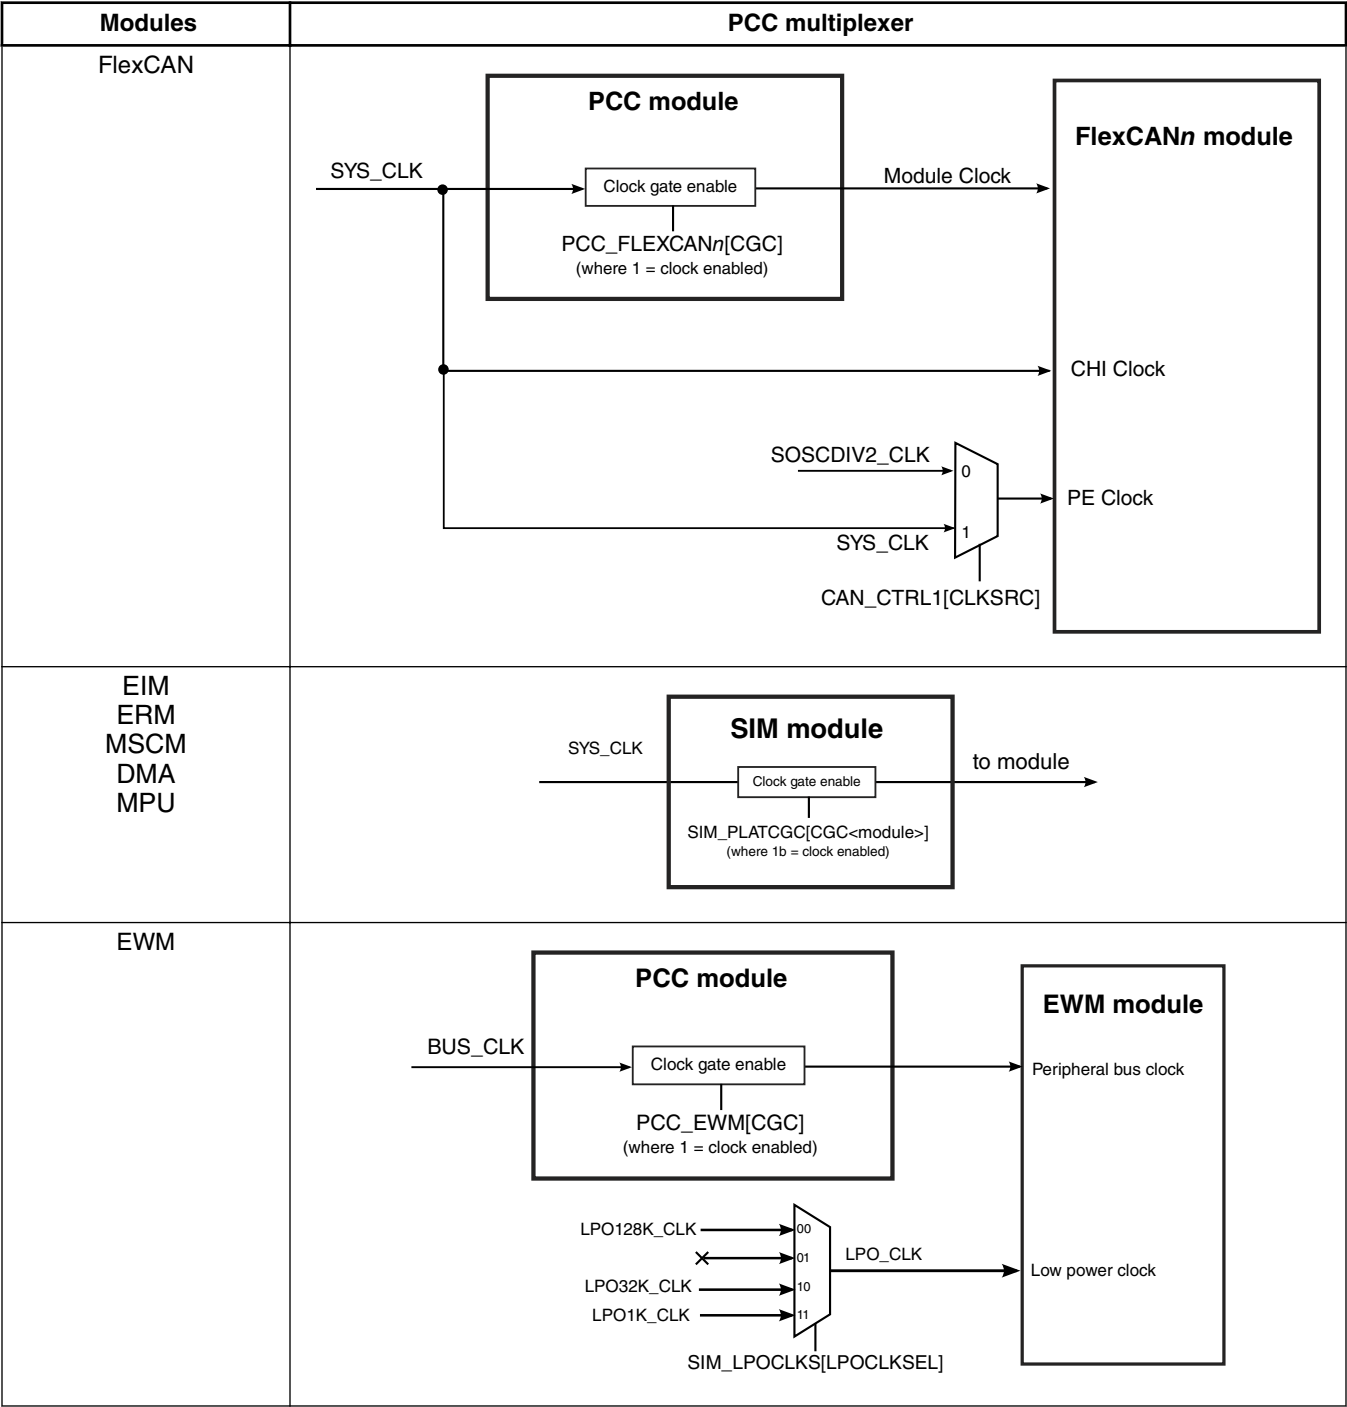 Modules
PCC multiplexer
FlexCAN
PCC module
FlexCANn module
SYS_CLK
Clock gate enable
Module Clock
PCC_FLEXCANn[CGC]
(where 1 = clock enabled)
CHI Clock
SOSCDIV2_CLK
0
PE Clock
1
SYS_CLK
CAN_CTRL1[CLKSRC]
EIM
ERM
MSCM
DMA
MPU
SIM module
SYS_CLK
Clock gate enable
to module
SIM_PLATCGC[CGC<module>]
(where 1b = clock enabled)
EWM
PCC module
EWM module
BUS_CLK
Clock gate enable
Peripheral bus clock
PCC_EWM[CGC]
(where 1 = clock enabled)
LPO128K_CLK
00
01
LPO_CLK
Low power clock
LPO32K_CLK
10
LPO1K_CLK
11
SIM_LPOCLKS[LPOCLKSEL]